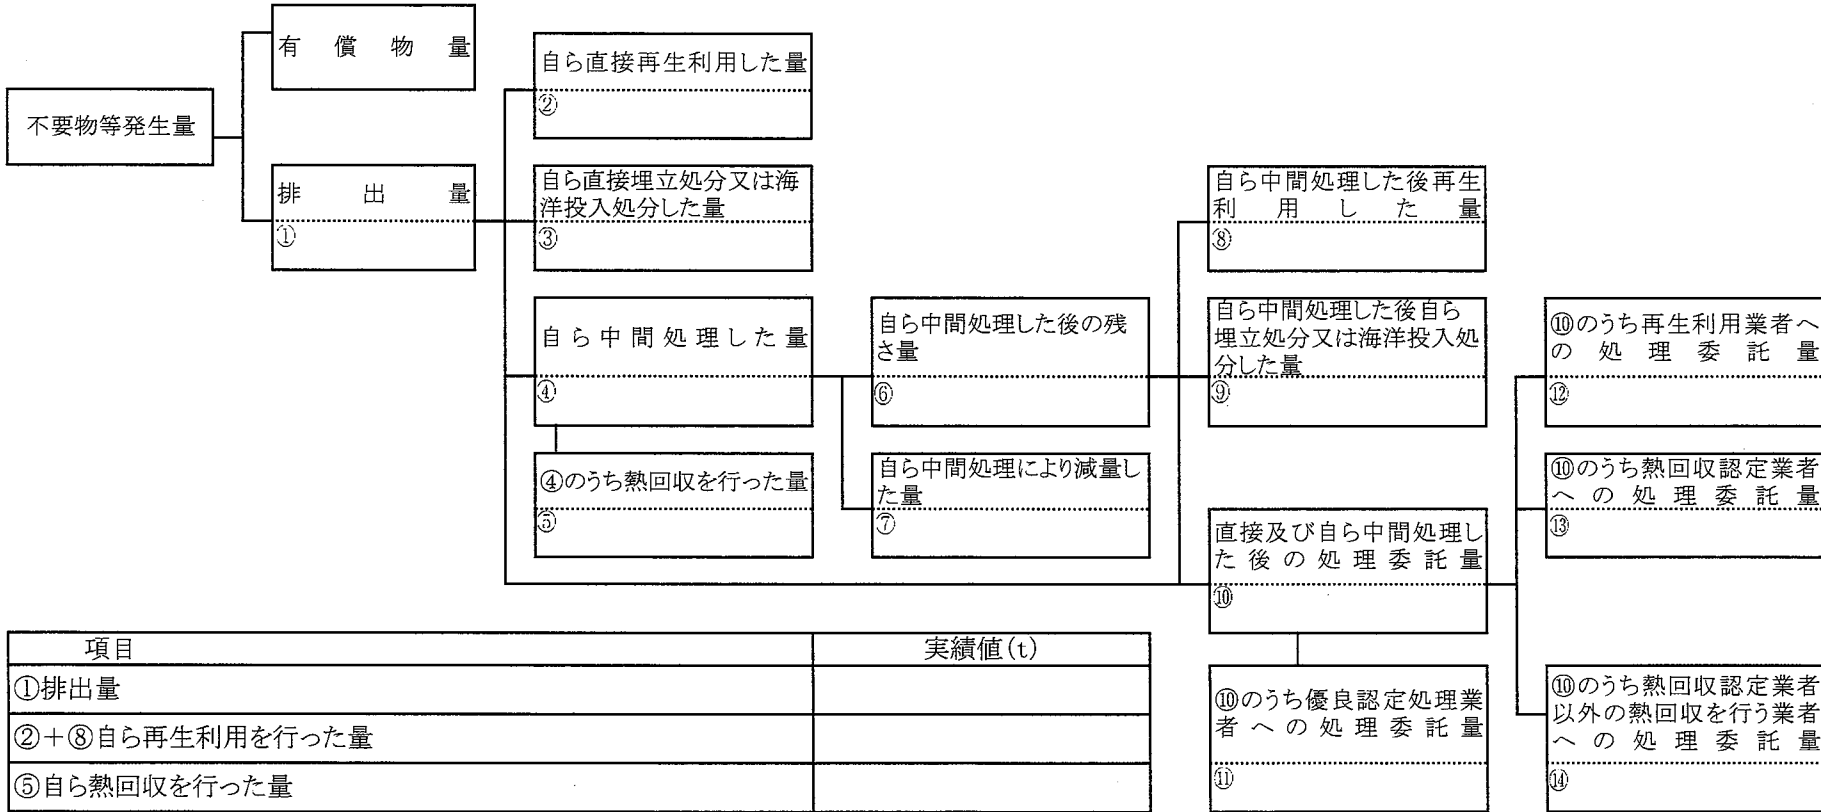 有償物量
不要物等発生量
排出量
①
自ら直接再生利用した量
②
自ら直接埋立処分又は海
洋投入処分した量
③
自ら中間処理した量
④
④のうち熱回収を行った量
⑤
自ら中間処理した後の残
さ量
⑥
自ら中間処理により減量し
た量
⑦
自ら中間処理した後再生
利用した量
⑧
自ら中間処理した後自ら
埋立処分又は海洋投入処
分した量
⑨
直接及び自ら中間処理し
た後の処理委託量
⑩
⑩のうち優良認定処理業
者への処理委託量
⑪
⑩のうち再生利用業者へ
の処理委託量
⑫
⑩のうち熱回収認定業者
への処理委託量
⑬
⑩のうち熱回収認定業者
以外の熱回収を行う業者
への処理委託量
⑭
項目 実績値(t)
①排出量
②+⑧自ら再生利用を行った量
⑤自ら熱回収を行った量